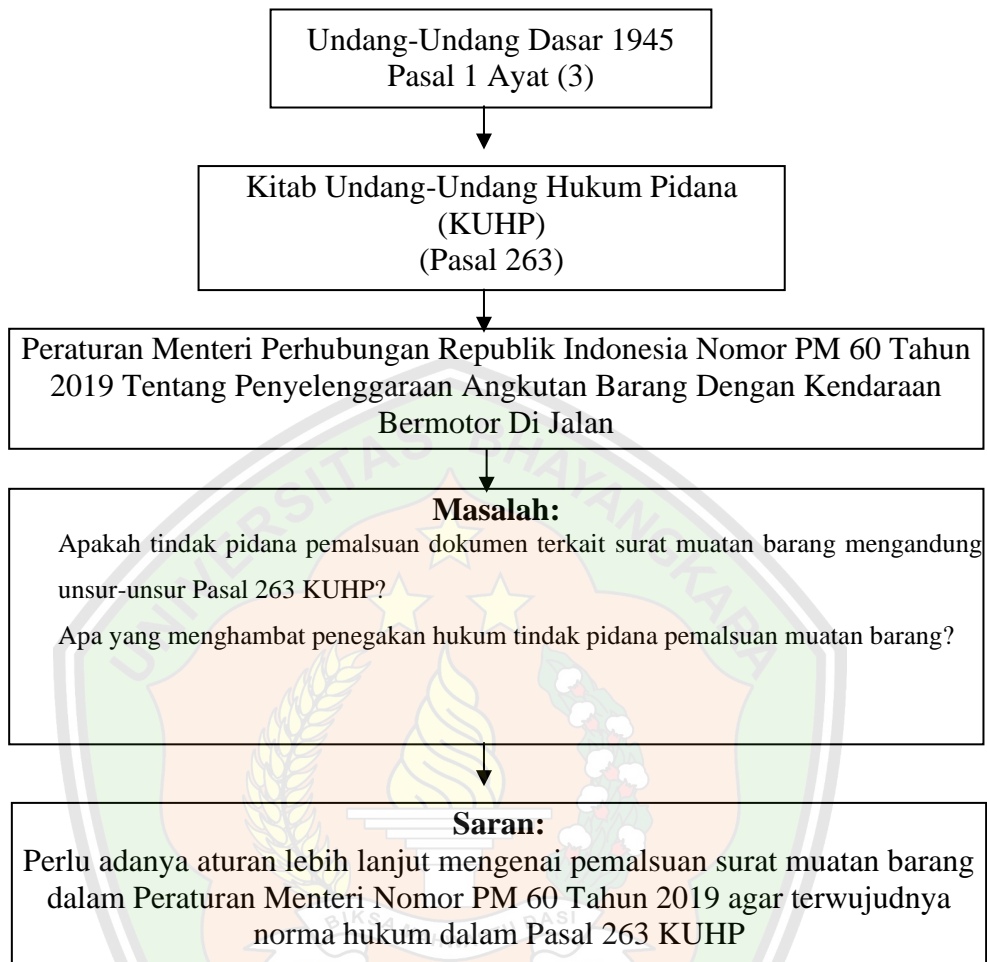 Undang-Undang Dasar 1945
Pasal 1 Ayat (3)
Kitab Undang-Undang Hukum Pidana
(KUHP)
(Pasal 263)
Peraturan Menteri Perhubungan Republik Indonesia Nomor PM 60 Tahun
2019 Tentang Penyelenggaraan Angkutan Barang Dengan Kendaraan
Bermotor Di Jalan
UNIVERSITAS BHAYANGKARA
Masalah:
Apakah tindak pidana pemalsuan dokumen terkait surat muatan barang mengandung
unsur-unsur Pasal 263 KUHP?
Apa yang menghambat penegakan hukum tindak pidana pemalsuan muatan barang?
Saran:
Perlu adanya aturan lebih lanjut mengenai pemalsuan surat muatan barang
dalam Peraturan Menteri Nomor PM 60 Tahun 2019 agar terwujudnya
norma hukum dalam Pasal 263 KUHP